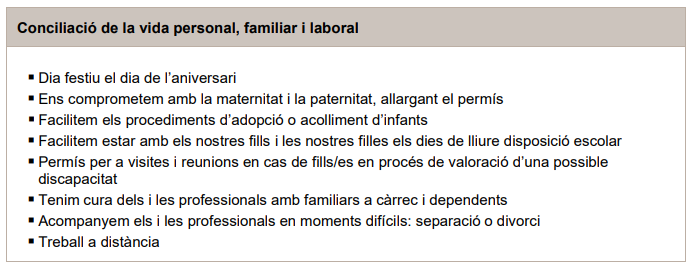 Conciliació de la vida personal, familiar i laboral
▪ Dia festiu el dia de l’aniversari
▪ Ens comprometem amb la maternitat i la paternitat, allargant el permís
▪ Facilitem els procediments d’adopció o acolliment d’infants
▪ Facilitem estar amb els nostres fills i les nostres filles els dies de lliure disposició escolar
▪ Permís per a visites i reunions en cas de fills/es en procés de valoració d’una possible
discapacitat
▪ Tenim cura dels i les professionals amb familiars a càrrec i dependents
▪ Acompanyem els i les professionals en moments difícils: separació o divorci
▪ Treball a distància